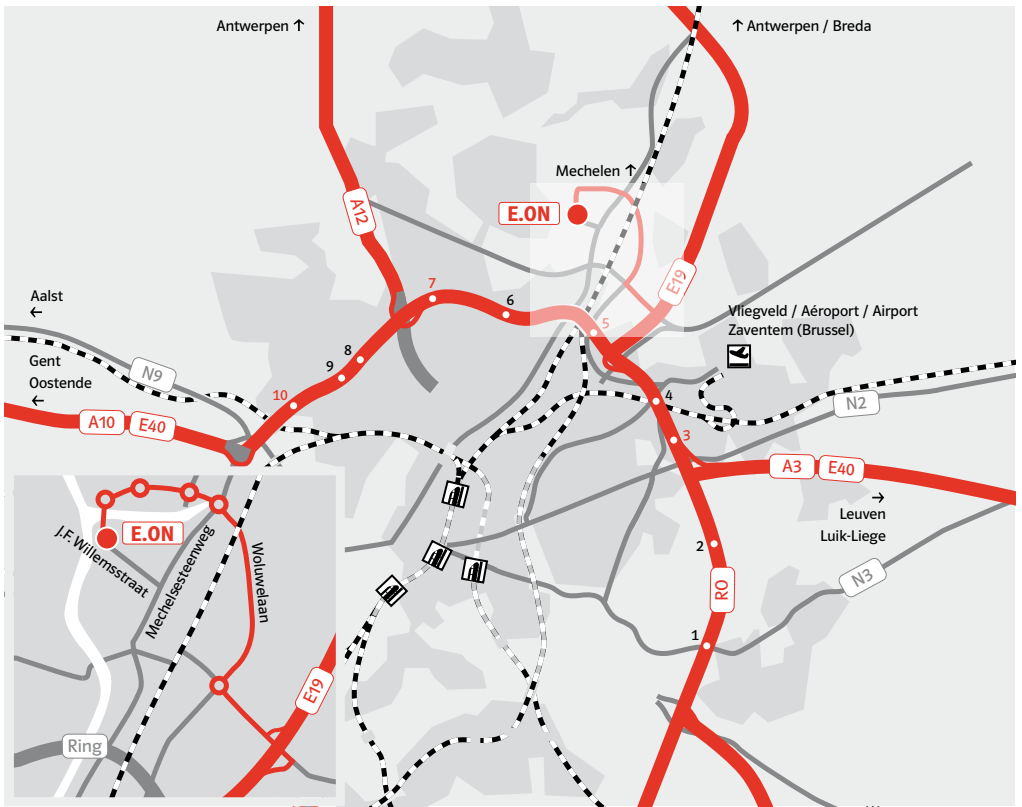 Antwerpen ↑
↑ Antwerpen / Breda
Mechelen ↑
E.ON
A12
E19
7
6
5
Vliegveld / Aéroport / Airport
Zaventem (Brussel)
Aalst
←
8
9
10
4
Gent
Oostende
←
N9
N2
A10
E40
3
A3
E40
→
Leuven
Luik-Liege
2
N3
R0
1
E.ON
J.F. Willemsstraat
Mechelsesteenweg
Woluwelaan
E19
Ring